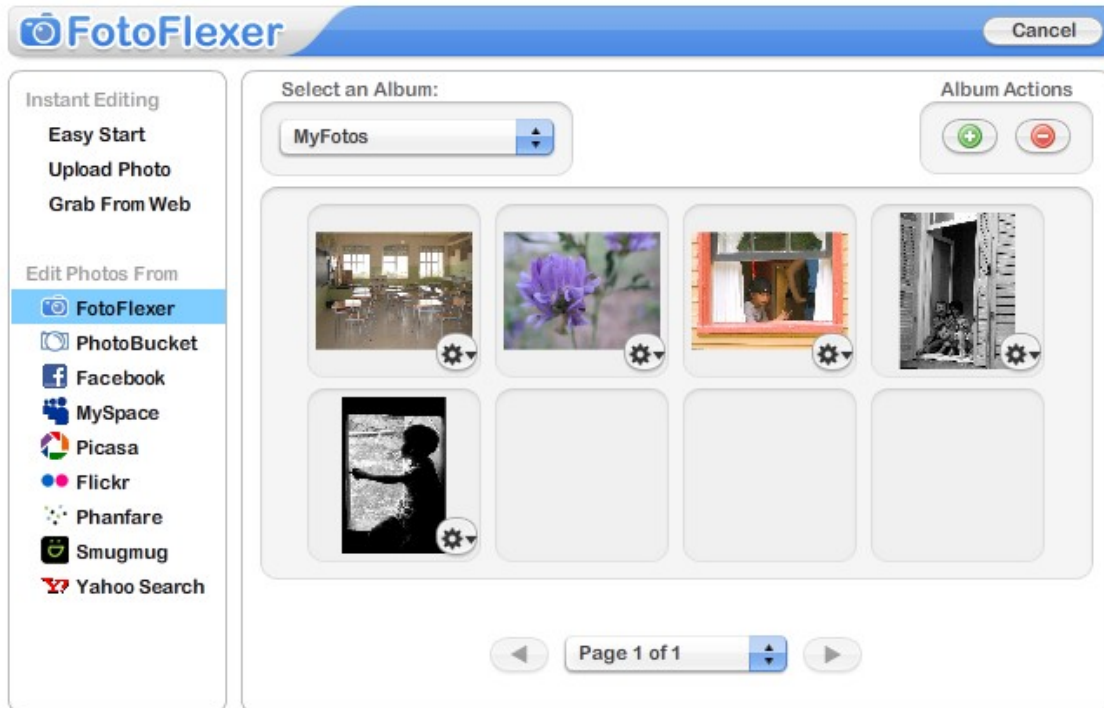 FotoFlexer
Cancel
Instant Editing
Easy Start
Upload Photo
Grab From Web
Edit Photos From
FotoFlexer
PhotoBucket
Facebook
MySpace
Picasa
Flickr
Phanfare
Smugmug
Yahoo Search
Select an Album:
MyFotos
Album Actions
Page 1 of 1